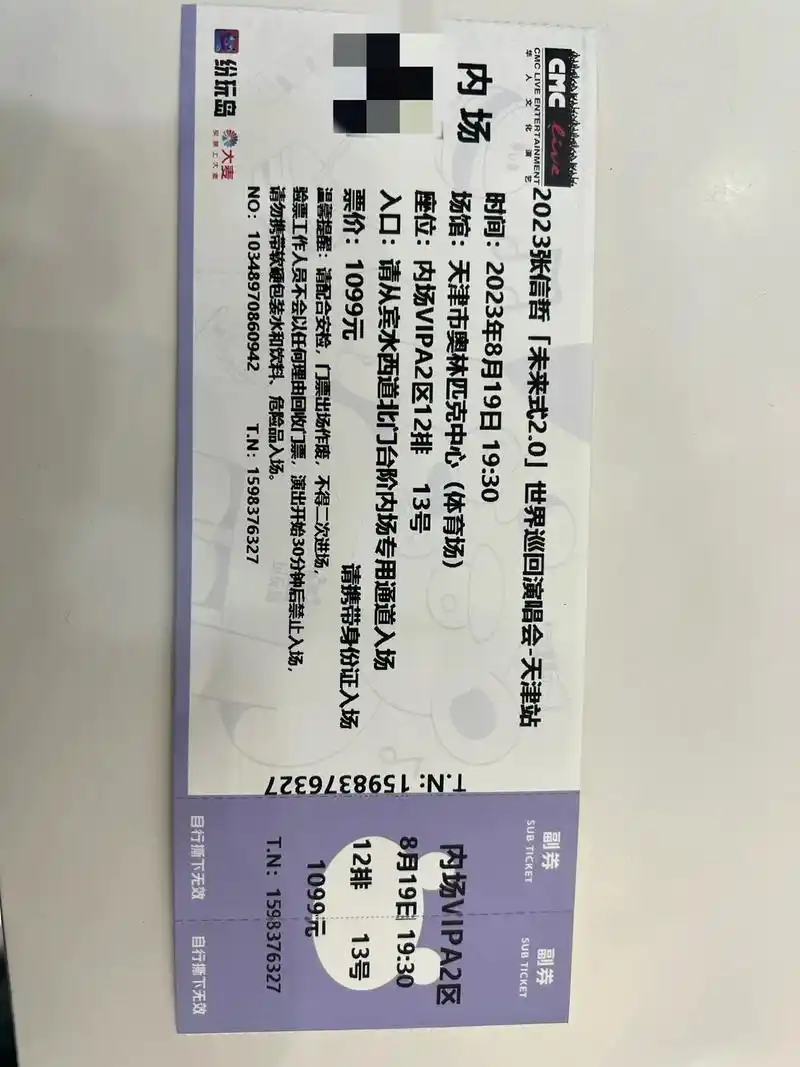 CMC live
CMC LIVE ENTERTAINMENT
华人文化演艺
2023张信哲「未来式2.0」世界巡回演唱会-天津站
内场
时间：2023年8月19日 19:30
场馆：天津市奥林匹克中心（体育场）
座位：内场VIPA2区12排 13号
入口：请从宾水西道北门台阶内场专用通道入场
票价：1099元
请携带身份证入场
温馨提醒：请配合安检，门票出场作废，不得二次进场，
验票工作人员不会以任何理由回收门票，演出开始30分钟后禁止入场，
请勿携带软硬包装水和饮料、危险品入场。
NO：10348970860942 T.N：1598376327
纷玩岛
大麦
T.N：1598376327
副券
SUB TICKET
内场VIPA2区
8月19日 19:30
12排 13号
1099元
T.N：1598376327
自行撕下无效
副券
SUB TICKET
自行撕下无效